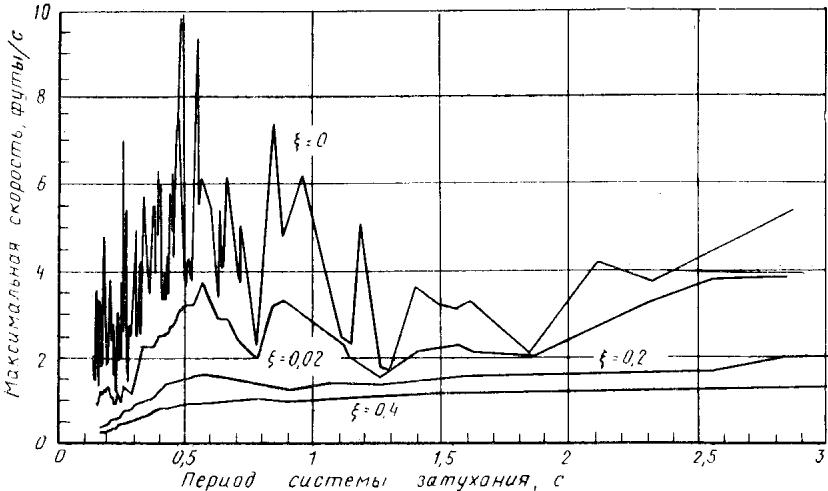 Максимальная скорость, футы/с
10
8
6
4
2
0
ξ=0
ξ=0,02
ξ=0,2
ξ=0,4
0
0,5
1
1,5
2
2,5
3
Период системы затухания, с